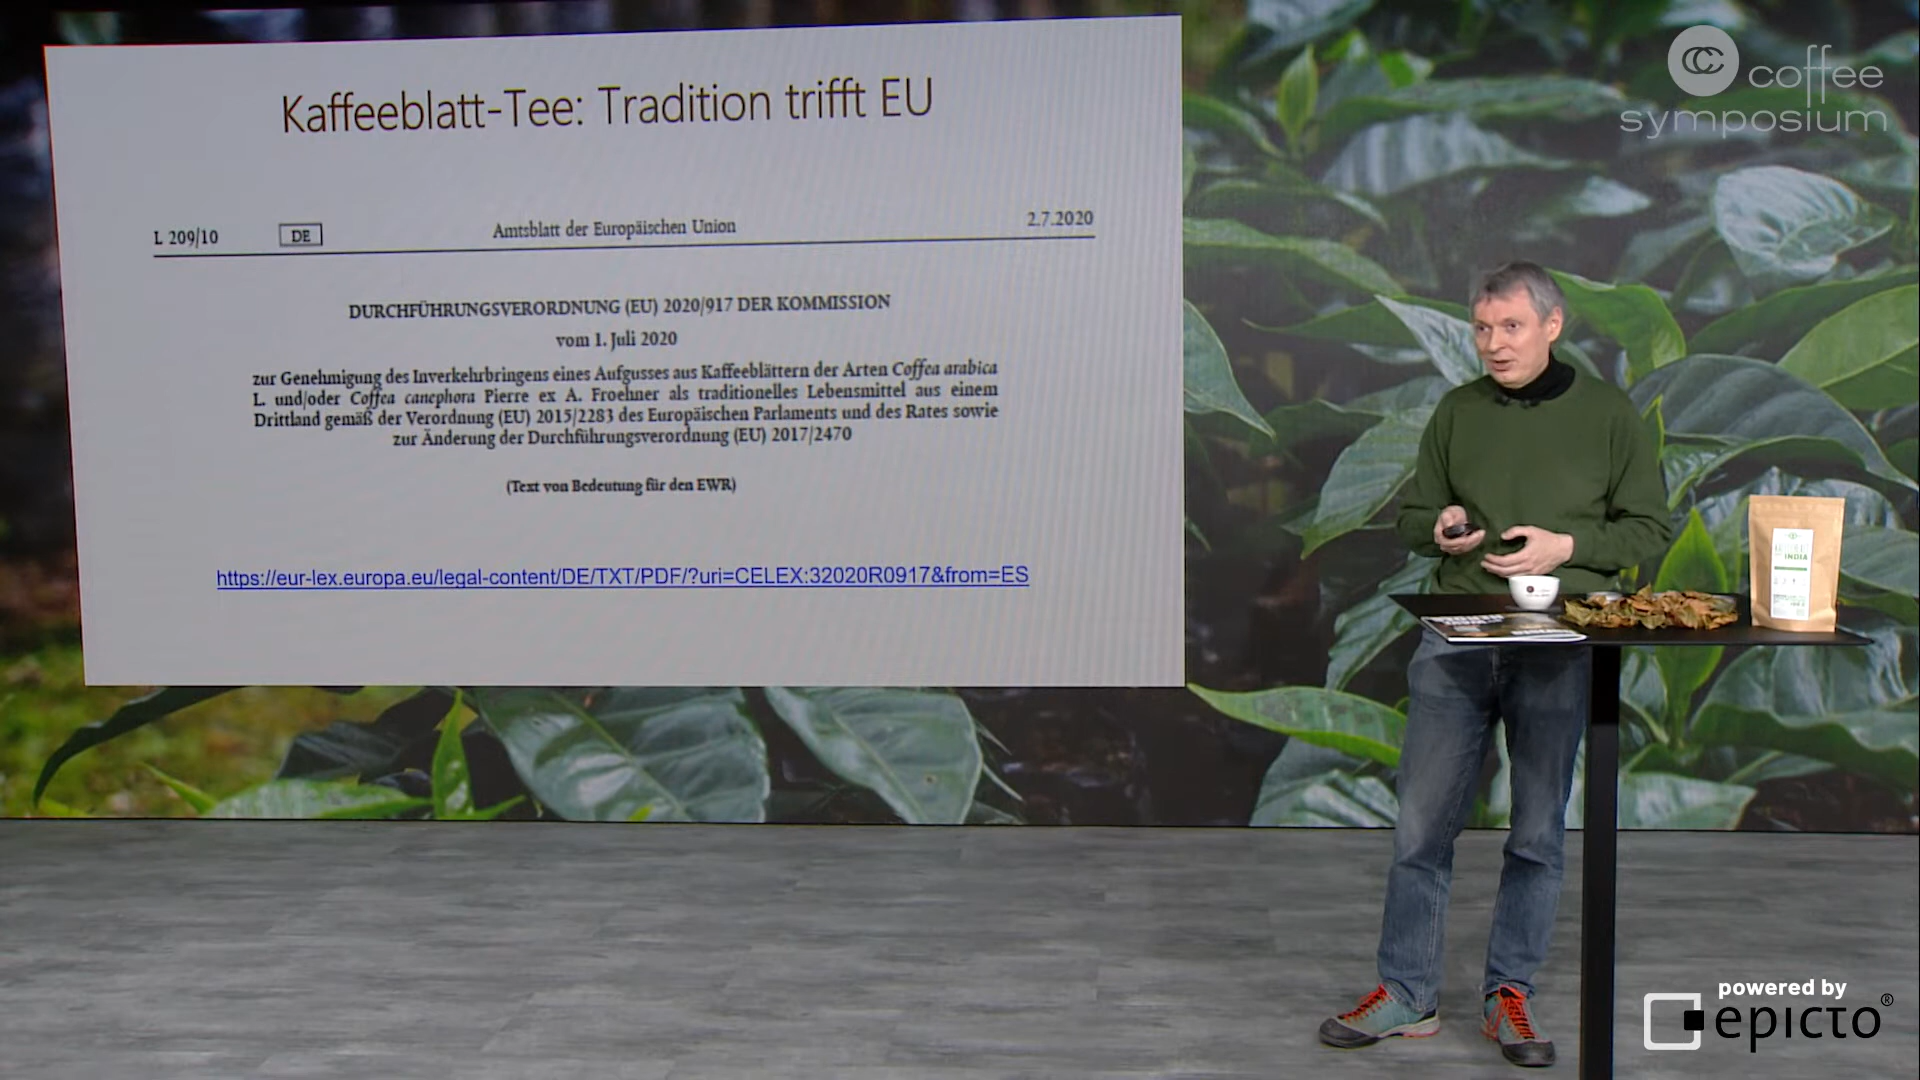 Kaffeeblatt-Tee: Tradition trifft EU
L 209/10 DE Amtsblatt der Europäischen Union 2.7.2020
DURCHFÜHRUNGSVERORDNUNG (EU) 2020/917 DER KOMMISSION
vom 1. Juli 2020
zur Genehmigung des Inverkehrbringens eines Aufgusses aus Kaffeeblättern der Arten Coffea arabica
L. und/oder Coffea canephora Pierre ex A. Froehner als traditionelles Lebensmittel aus einem
Drittland gemäß der Verordnung (EU) 2015/2283 des Europäischen Parlaments und des Rates sowie
zur Änderung der Durchführungsverordnung (EU) 2017/2470
(Text von Bedeutung für den EWR)
https://eur-lex.europa.eu/legal-content/DE/TXT/PDF/?uri=CELEX:32020R0917&from=ES
coffee
symposium
INDIA
powered by
epicto®